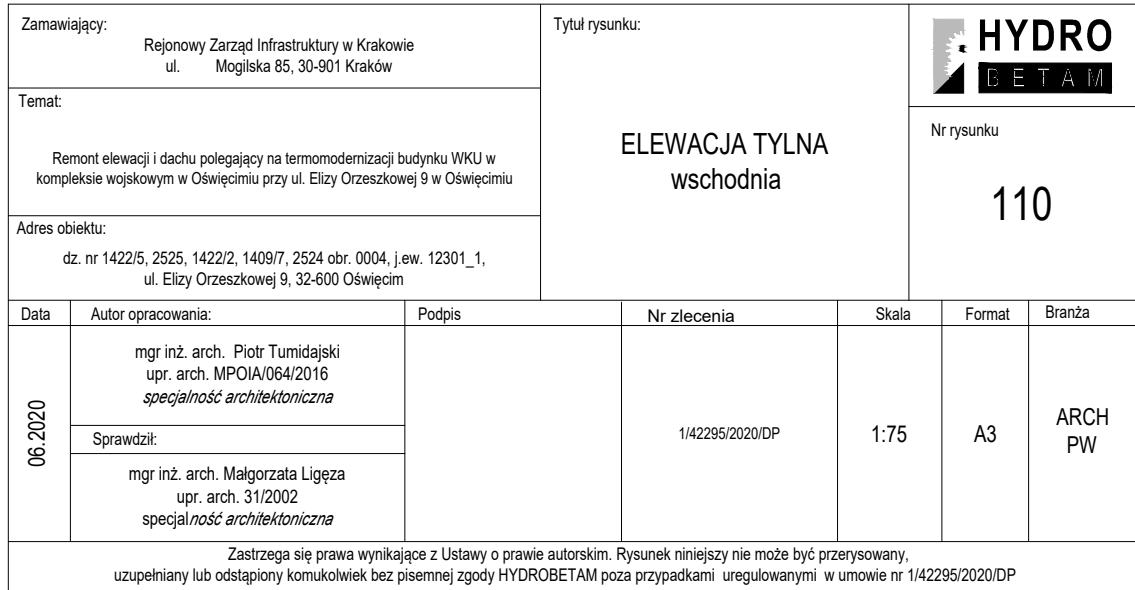 Zamawiający:
Rejonowy Zarząd Infrastruktury w Krakowie
ul. Mogilska 85, 30-901 Kraków
Temat:
Remont elewacji i dachu polegający na termomodernizacji budynku WKU w
kompleksie wojskowym w Oświęcimiu przy ul. Elizy Orzeszkowej 9 w Oświęcimiu
Adres obiektu:
dz. nr 1422/5, 2525, 1422/2, 1409/7, 2524 obr. 0004, j.ew. 12301_1,
ul. Elizy Orzeszkowej 9, 32-600 Oświęcim
Tytuł rysunku:
ELEWACJA TYLNA
wschodnia
HYDRO
BETAM
Nr rysunku
110
Data
Autor opracowania:
Podpis
Nr zlecenia
Skala
Format
Branża
06.2020
mgr inż. arch. Piotr Tumidajski
upr. arch. MPOIA/064/2016
specjalność architektoniczna
Sprawdził:
mgr inż. arch. Małgorzata Ligęza
upr. arch. 31/2002
specjalność architektoniczna
1/42295/2020/DP
1:75
A3
ARCH
PW
Zastrzega się prawa wynikające z Ustawy o prawie autorskim. Rysunek niniejszy nie może być przerysowany,
uzupełniany lub odstąpiony komukolwiek bez pisemnej zgody HYDROBETAM poza przypadkami uregulowanymi w umowie nr 1/42295/2020/DP